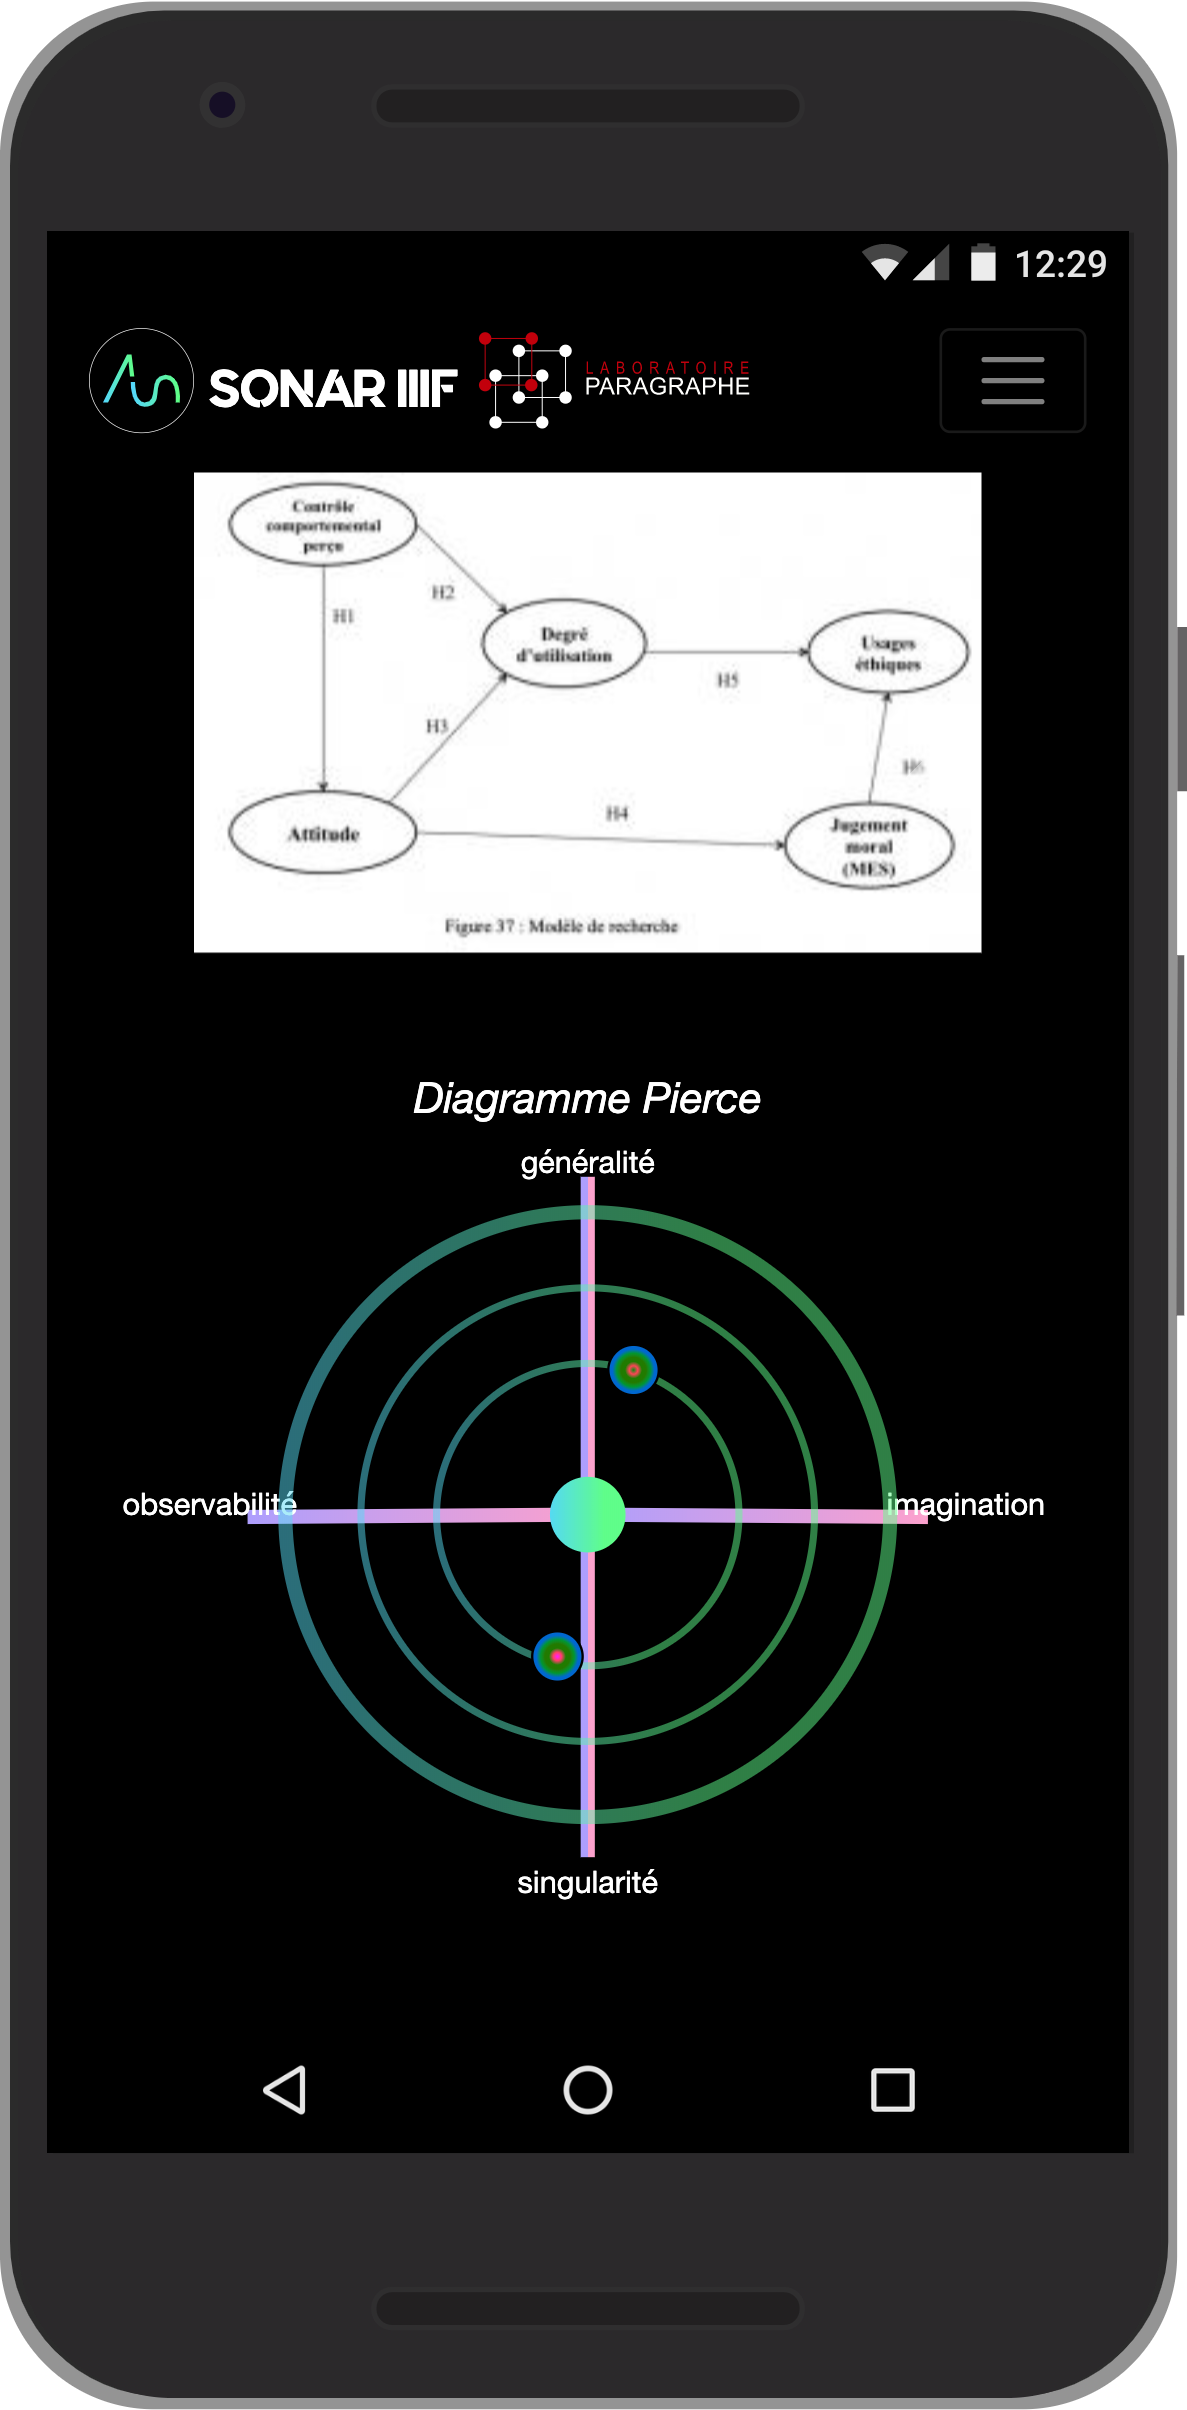 12:29
SONAR IIIF
LABORATOIRE
PARAGRAPHE
Contrôle
comportemental
perçu
H2
H1
Degré
d'utilisation
Usages
éthiques
H5
H3
H6
H4
Attitude
Jugement
moral
(MES)
Figure 37 : Modèle de recherche
Diagramme Pierce
généralité
observabilité
imagination
singularité